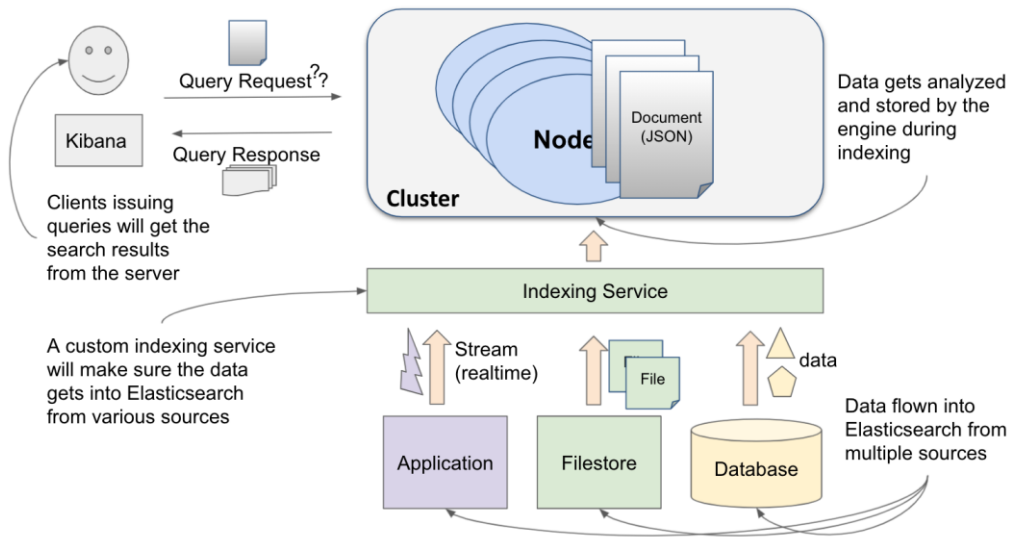 Query Request??
Kibana
Query Response
Clients issuing
queries will get the
search results
from the server
Node
Document
(JSON)
Cluster
Data gets analyzed
and stored by the
engine during
indexing
Indexing Service
A custom indexing service
will make sure the data
gets into Elasticsearch
from various sources
Stream
(realtime)
File
data
Application
Filestore
Database
Data flown into
Elasticsearch from
multiple sources